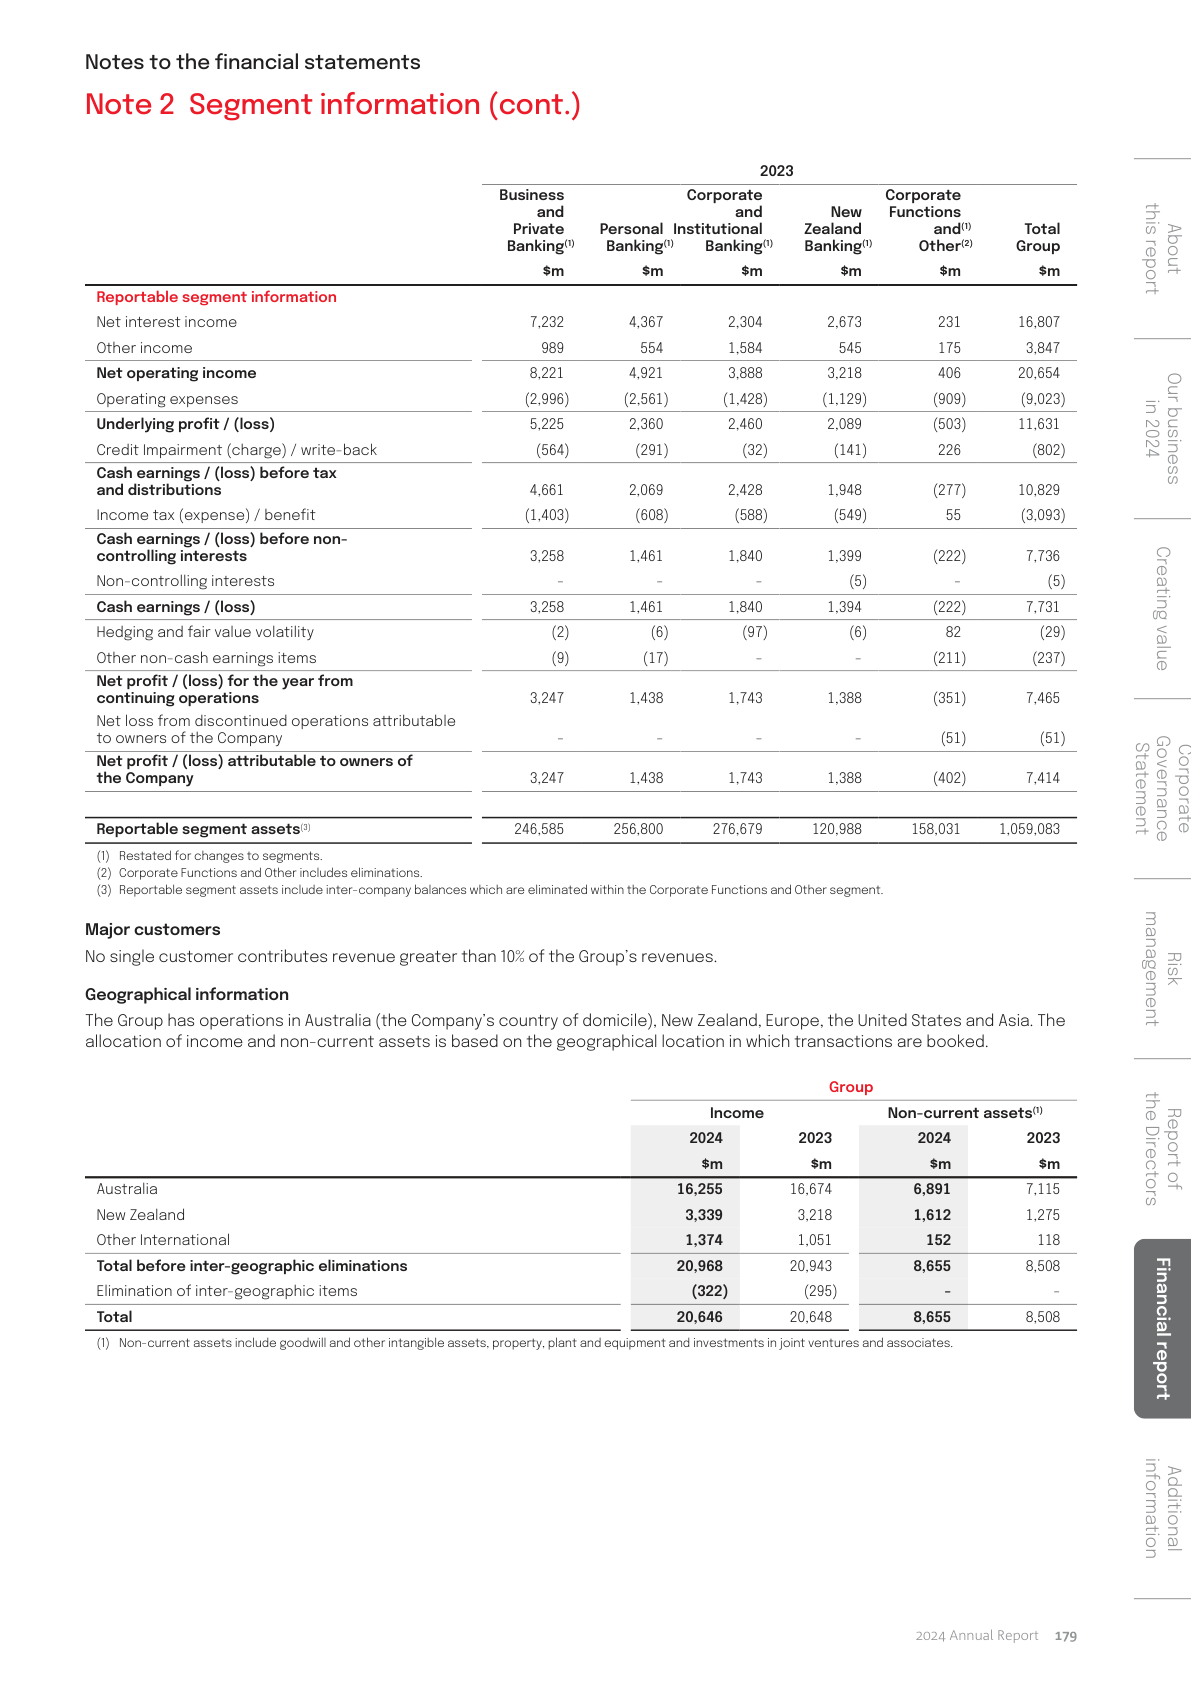 Notes to the financial statements
Note 2 Segment information (cont.)
2023
Business and Private Banking(1) Personal Banking(1) Corporate and Institutional Banking(1) New Zealand Banking(1) Corporate Functions and(1) Other(2) Total Group
$m $m $m $m $m $m
Reportable segment information
Net interest income 7,232 4,367 2,304 2,673 231 16,807
Other income 989 554 1,584 545 175 3,847
Net operating income 8,221 4,921 3,888 3,218 406 20,654
Operating expenses (2,996) (2,561) (1,428) (1,129) (909) (9,023)
Underlying profit / (loss) 5,225 2,360 2,460 2,089 (503) 11,631
Credit Impairment (charge) / write-back (564) (291) (32) (141) 226 (802)
Cash earnings / (loss) before tax
and distributions 4,661 2,069 2,428 1,948 (277) 10,829
Income tax (expense) / benefit (1,403) (608) (588) (549) 55 (3,093)
Cash earnings / (loss) before non-
controlling interests 3,258 1,461 1,840 1,399 (222) 7,736
Non-controlling interests – – – (5) – (5)
Cash earnings / (loss) 3,258 1,461 1,840 1,394 (222) 7,731
Hedging and fair value volatility (2) (6) (97) (6) 82 (29)
Other non-cash earnings items (9) (17) – – (211) (237)
Net profit / (loss) for the year from
continuing operations 3,247 1,438 1,743 1,388 (351) 7,465
Net loss from discontinued operations attributable
to owners of the Company – – – – (51) (51)
Net profit / (loss) attributable to owners of
the Company 3,247 1,438 1,743 1,388 (402) 7,414
Reportable segment assets(3) 246,585 256,800 276,679 120,988 158,031 1,059,083
(1) Restated for changes to segments.
(2) Corporate Functions and Other includes eliminations.
(3) Reportable segment assets include inter-company balances which are eliminated within the Corporate Functions and Other segment.
Major customers
No single customer contributes revenue greater than 10% of the Group's revenues.
Geographical information
The Group has operations in Australia (the Company's country of domicile), New Zealand, Europe, the United States and Asia. The
allocation of income and non-current assets is based on the geographical location in which transactions are booked.
Group
Income Non-current assets(1)
2024 2023 2024 2023
$m $m $m $m
Australia 16,255 16,674 6,891 7,115
New Zealand 3,339 3,218 1,612 1,275
Other International 1,374 1,051 152 118
Total before inter-geographic eliminations 20,968 20,943 8,655 8,508
Elimination of inter-geographic items (322) (295) – –
Total 20,646 20,648 8,655 8,508
(1) Non-current assets include goodwill and other intangible assets, property, plant and equipment and investments in joint ventures and associates.
About
this report
Our business
in 2024
Creating value
Corporate
Governance
Statement
Risk
management
Report of
the Directors
Financial report
Additional
information
2024 Annual Report 179